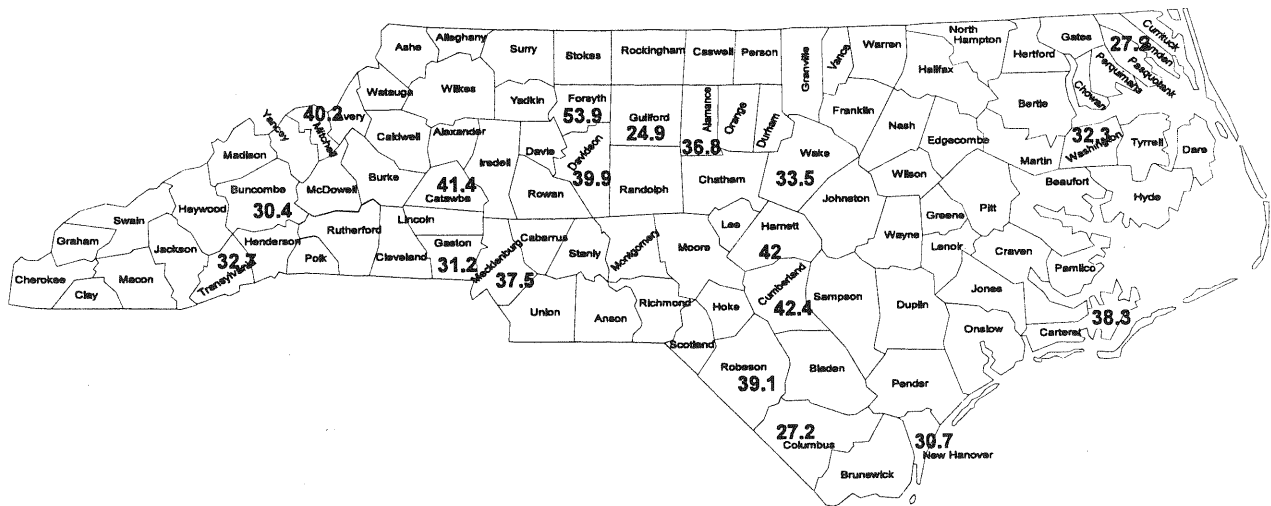 Ashe
Alleghany
Surry
Stokes
Rockingham
Caswell
Person
Granville
Vance
Warren
North
Hampton
Halifax
Hertford
Gates
Currituck
Camden
Pasquotank
Perquimans
Chowan
Watauga
Wilkes
Yadkin
Forsyth
53.9
Guilford
24.9
Alamance
36.8
Orange
Durham
Franklin
Nash
Edgecombe
Bertie
Martin
32.3
Washington
Tyrrell
Dare
Yancey
40.2
Avery
Mitchell
Caldwell
Alexander
Iredell
Davie
Davidson
39.9
Randolph
Chatham
Wake
33.5
Johnston
Wilson
Greene
Pitt
Beaufort
Hyde
Madison
Buncombe
30.4
McDowell
Burke
41.4
Catawba
Rowan
Swain
Haywood
Graham
Jackson
Cherokee
Clay
Macon
32.7
Transylvania
Henderson
Polk
Rutherford
Cleveland
Lincoln
Gaston
31.2
Mecklenburg
37.5
Cabarrus
Stanly
Montgomery
Moore
Lee
Harnett
42
Wayne
Lenoir
Craven
Pamlico
Jones
Union
Anson
Richmond
Hoke
Scotland
Cumberland
42.4
Sampson
Duplin
Onslow
Carteret
38.3
Robeson
39.1
Bladen
Pender
27.2
Columbus
30.7
New Hanover
Brunswick